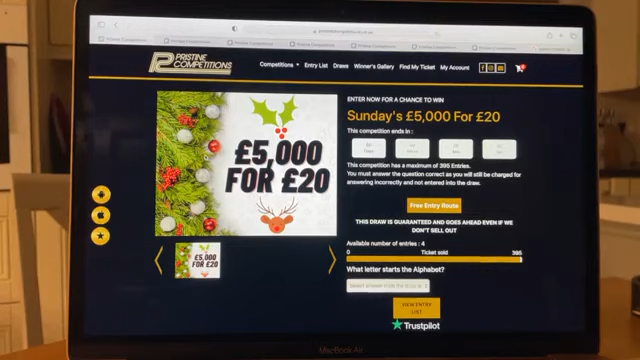 PRISTINE
COMPETITIONS
Competitions
Entry List
Draws
Winner's Gallery
Find My Ticket
My Account
£5,000
FOR £20
ENTER NOW FOR A CHANCE TO WIN
Sunday's £5,000 For £20
This competition ends in :
This competition has a maximum of 395 Entries.
You must answer the question correct as you will still be charged for
answering incorrectly and not entered into the draw.
Free Entry Route
THIS DRAW IS GUARANTEED AND GOES AHEAD EVEN IF WE
DON'T SELL OUT
Available number of entries : 4
0 Ticket sold 395
What letter starts the Alphabet?
£5,000
FOR £20
VIEW ENTRY
LIST
Trustpilot
MacBook Air